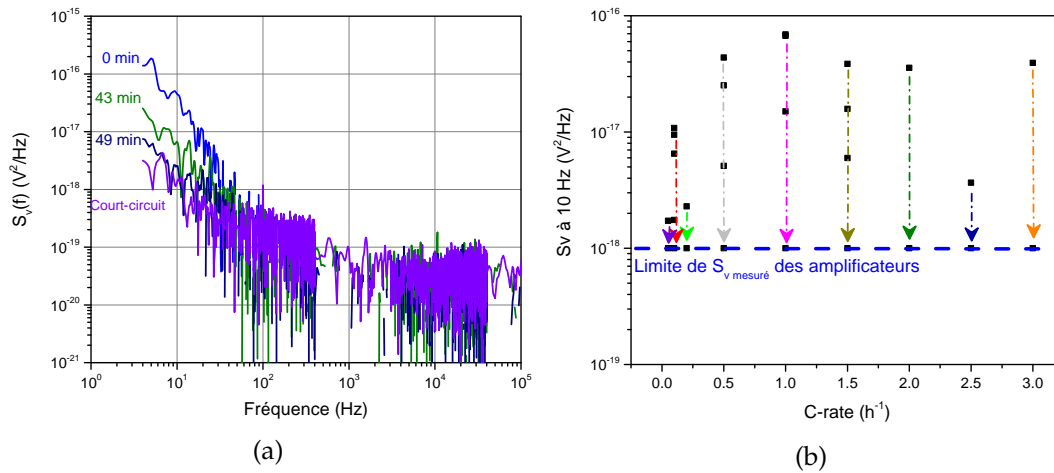 10⁻¹⁵
10⁻¹⁶
10⁻¹⁷
10⁻¹⁸
10⁻¹⁹
10⁻²⁰
10⁻²¹
S_v(f) (V²/Hz)
0 min
43 min
49 min
Court-circuit
10⁰ 10¹ 10² 10³ 10⁴ 10⁵
Fréquence (Hz)
(a)
10⁻¹⁶
10⁻¹⁷
10⁻¹⁸
10⁻¹⁹
Sv à 10 Hz (V²/Hz)
Limite de S_v mesuré des amplificateurs
0.0 0.5 1.0 1.5 2.0 2.5 3.0
C-rate (h⁻¹)
(b)